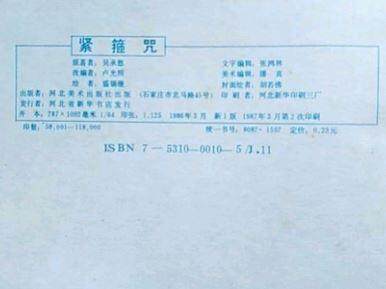 紧箍咒
原著者：吴承恩 文字编辑：张鸿林
改编者：卢光照 美术编辑：潘真
绘 者：盛锡珊 封面绘者：胡若佛
出版者：河北美术出版社出版 （石家庄市北马路45号） 印刷者：河北新华印刷三厂
发行者：河北省新华书店发行
开本：787×1092毫米 1/64 印张：1.125 1986年3月 新1版 1987年3月第2次印刷
印数：58,001—118,000 统一书号：8087·1557 定价：0.23元
ISBN 7－5310－0010－5/J.11